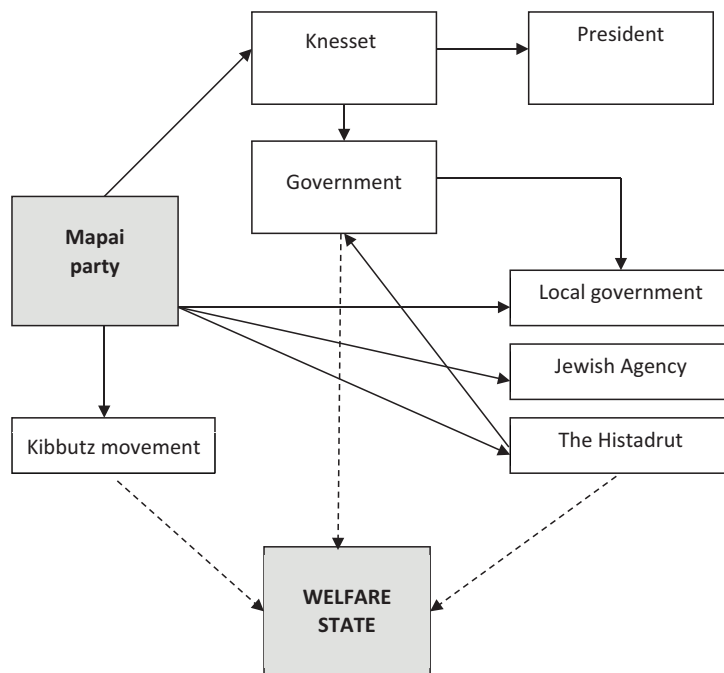 Knesset
President
Government
Mapai
party
Local government
Jewish Agency
Kibbutz movement
The Histadrut
WELFARE
STATE